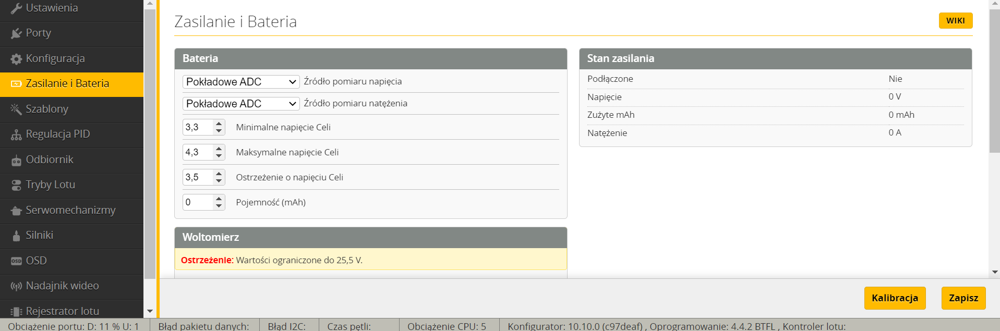 Ustawienia
Porty
Konfiguracja
Zasilanie i Bateria
Szablony
Regulacja PID
Odbiornik
Tryby Lotu
Serwomechanizmy
Silniki
OSD
OSD
Nadajnik wideo
Rejestrator lotu
Zasilanie i Bateria
WIKI
Bateria
Pokładowe ADC Źródło pomiaru napięcia
Pokładowe ADC Źródło pomiaru natężenia
3,3 Minimalne napięcie Celi
4,3 Maksymalne napięcie Celi
3,5 Ostrzeżenie o napięciu Celi
0 Pojemność (mAh)
Woltomierz
Ostrzeżenie: Wartości ograniczone do 25,5 V.
Stan zasilania
Podłączone Nie
Napięcie 0 V
Zużyte mAh 0 mAh
Natężenie 0 A
Kalibracja
Zapisz
Obciążenie portu: D: 11 % U: 1 Błąd pakietu danych: Błąd I2C: Czas pętli: Obciążenie CPU: 5 Konfigurator: 10.10.0 (c97deaf) , Oprogramowanie: 4.4.2 BTFL , Kontroler lotu: